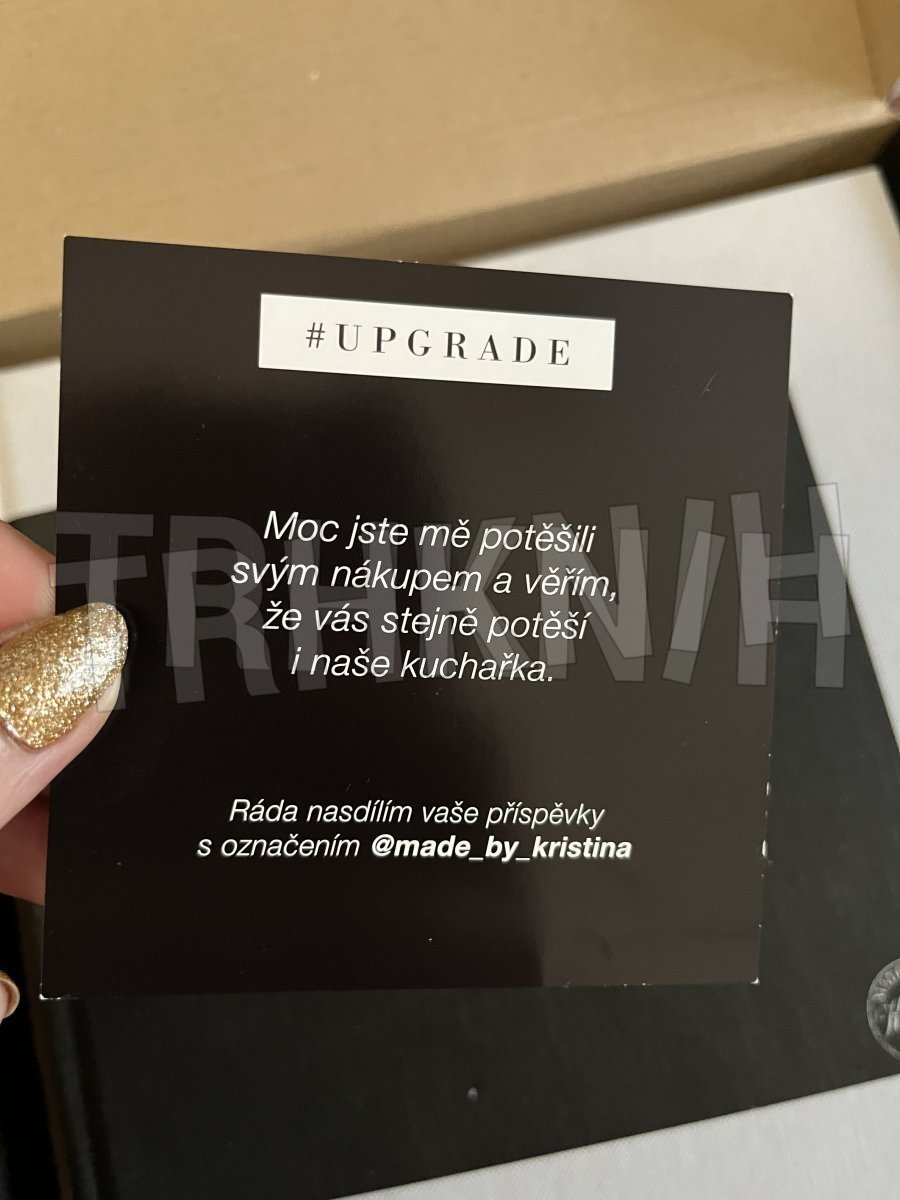 #UPGRADE
Moc jste mě potěšili
svým nákupem a věřím,
že vás stejně potěší
i naše kuchařka.
Ráda nasdílím vaše příspěvky
s označením @made_by_kristina
TRHKNIH